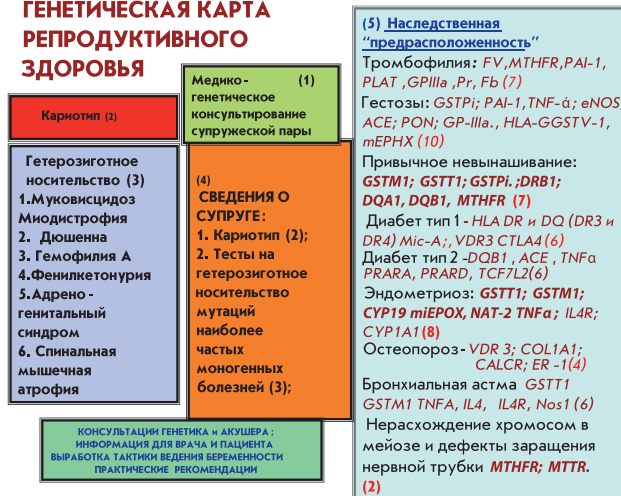 ГЕНЕТИЧЕСКАЯ КАРТА
РЕПРОДУКТИВНОГО
ЗДОРОВЬЯ
Кариотип (2)
Медико- (1)
генетическое
консультирование
супружеской пары
Гетерозиготное
носительство (3)
1.Муковисцидоз
Миодистрофия
2. Дюшенна
3. Гемофилия А
4.Фенилкетонурия
5.Адрено-
генитальный
синдром
6. Спинальная
мышечная
атрофия
(4)
СВЕДЕНИЯ О
СУПРУГЕ:
1. Кариотип (2);
2. Тесты на
гетерозиготное
носительство
мутаций
наиболее
частых
моногенных
болезней (3);
КОНСУЛЬТАЦИИ ГЕНЕТИКА и АКУШЕРА ;
ИНФОРМАЦИЯ ДЛЯ ВРАЧА И ПАЦИЕНТА
ВЫРАБОТКА ТАКТИКИ ВЕДЕНИЯ БЕРЕМЕННОСТИ
ПРАКТИЧЕСКИЕ РЕКОМЕНДАЦИИ
(5) Наследственная
“предрасположенность”
Тромбофилия: FV,MTHFR,PAI-1,
PLAT ,GPIIIa ,Pr, Fb (7)
Гестозы: GSTPi; PAI-1,TNF-ά; eNOS,
ACE; PON; GP-IIIa., HLA-GGSTV-1,
mEPHX (10)
Привычное невынашивание:
GSTM1; GSTT1;GSTPi.;DRB1;
DQA1, DQB1, MTHFR (7)
Диабет тип 1 - HLA DR и DQ (DR3 и
DR4) Mic-A;, VDR3 CTLA4 (6)
Диабет тип 2 -DQB1 , ACE , TNFα
PRARA, PRARD, TCF7L2(6)
Эндометриоз: GSTT1; GSTM1;
CYP19 miEPOX, NAT-2 TNFα; IL4R;
CYP1A1 (8)
Остеопороз - VDR 3; COL1A1;
CALCR; ER -1(4)
Бронхиальная астма GSTT1
GSTM1 TNFA, IL4, IL4R, Nos1 (6)
Нерасхождение хромосом в
мейозе и дефекты заращения
нервной трубки MTHFR; MTTR.
(2)